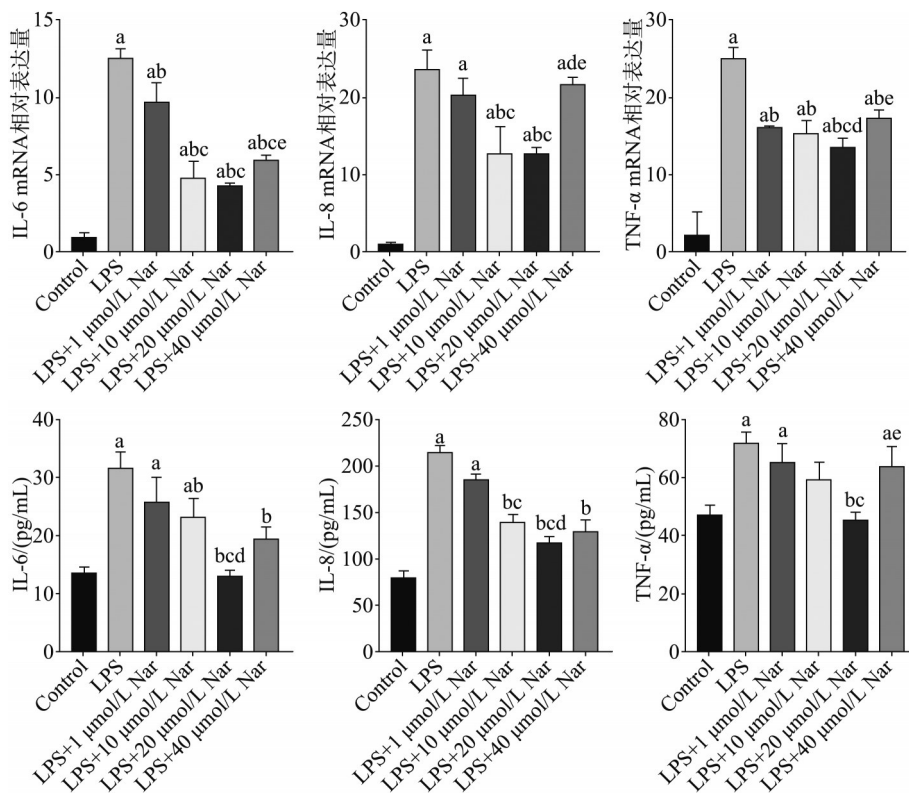 IL-6 mRNA相对表达量
15
10
5
0
a
ab
abc
abc
abce
Control
LPS
LPS+1 μmol/L Nar
LPS+10 μmol/L Nar
LPS+20 μmol/L Nar
LPS+40 μmol/L Nar
IL-8 mRNA相对表达量
30
20
10
0
a
a
abc
abc
ade
Control
LPS
LPS+1 μmol/L Nar
LPS+10 μmol/L Nar
LPS+20 μmol/L Nar
LPS+40 μmol/L Nar
TNF-α mRNA相对表达量
30
20
10
0
a
ab
ab
abcd
abe
Control
LPS
LPS+1 μmol/L Nar
LPS+10 μmol/L Nar
LPS+20 μmol/L Nar
LPS+40 μmol/L Nar
IL-6/(pg/mL)
40
30
20
10
0
a
a
ab
bcd
b
Control
LPS
LPS+1 μmol/L Nar
LPS+10 μmol/L Nar
LPS+20 μmol/L Nar
LPS+40 μmol/L Nar
IL-8/(pg/mL)
250
200
150
100
50
0
a
a
bc
bcd
b
Control
LPS
LPS+1 μmol/L Nar
LPS+10 μmol/L Nar
LPS+20 μmol/L Nar
LPS+40 μmol/L Nar
TNF-α/(pg/mL)
80
60
40
20
0
a
a
bc
ae
Control
LPS
LPS+1 μmol/L Nar
LPS+10 μmol/L Nar
LPS+20 μmol/L Nar
LPS+40 μmol/L Nar